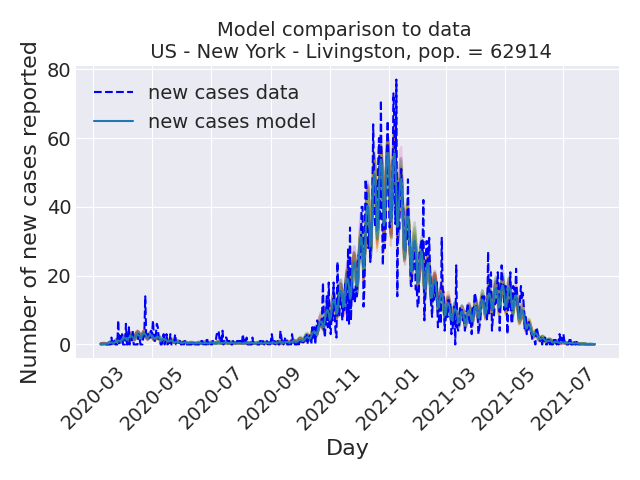 Model comparison to data
US - New York - Livingston, pop. = 62914
Number of new cases reported
80
60
40
20
0
new cases data
new cases model
2020-03
2020-05
2020-07
2020-09
2020-11
2021-01
2021-03
2021-05
2021-07
Day